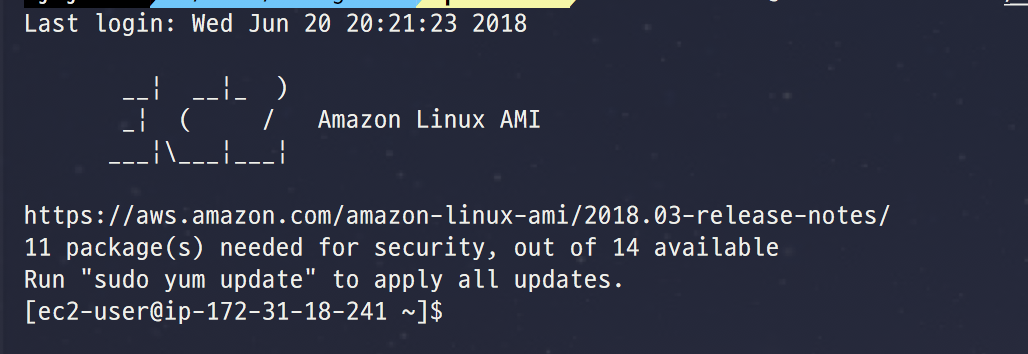 Last login: Wed Jun 20 20:21:23 2018

       __¦  __¦_  )
       _¦  (     /   Amazon Linux AMI
      ___¦\___¦___¦

https://aws.amazon.com/amazon-linux-ami/2018.03-release-notes/
11 package(s) needed for security, out of 14 available
Run "sudo yum update" to apply all updates.
[ec2-user@ip-172-31-18-241 ~]$